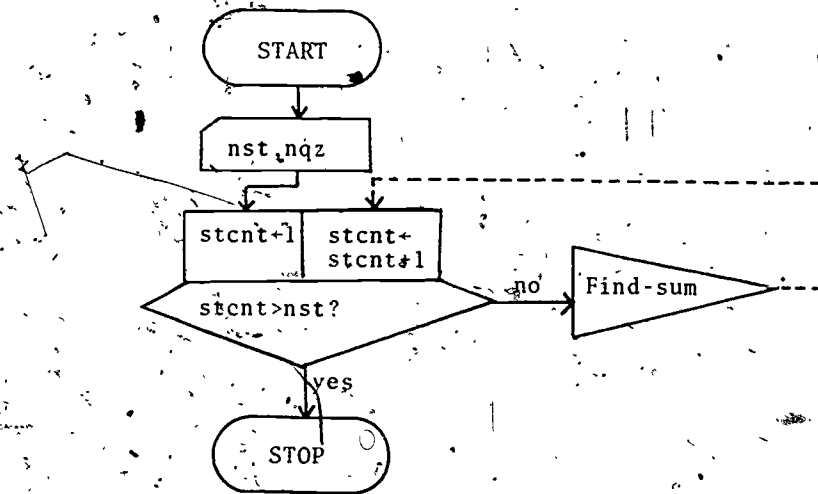 START
nst,nqz
stcnt←1
stcnt←
stcnt+1
stcnt>nst?
no
Find-sum
yes
STOP